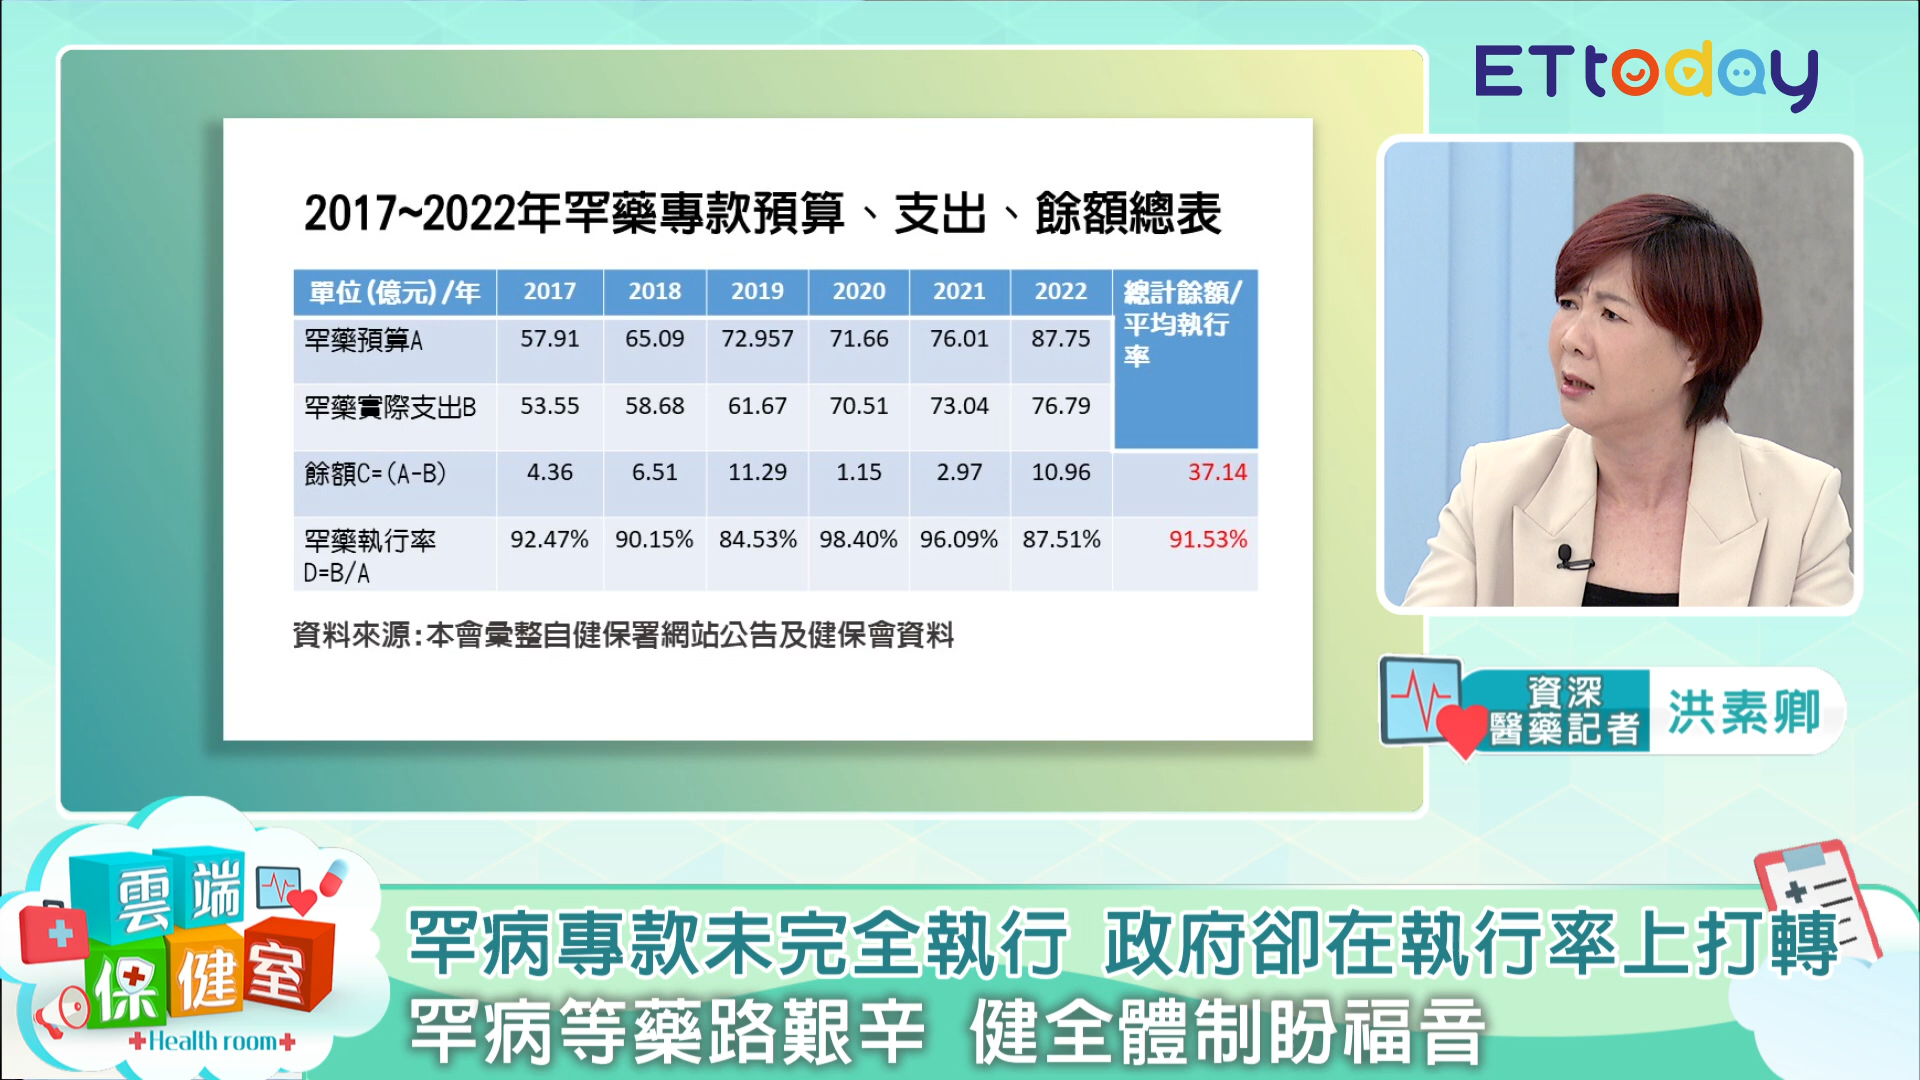 ETtoday
2017~2022年罕藥專款預算、支出、餘額總表
單位(億元)/年 2017 2018 2019 2020 2021 2022 總計餘額/
平均執行
率
罕藥預算A 57.91 65.09 72.957 71.66 76.01 87.75
罕藥實際支出B 53.55 58.68 61.67 70.51 73.04 76.79
餘額C=(A-B) 4.36 6.51 11.29 1.15 2.97 10.96 37.14
罕藥執行率 92.47% 90.15% 84.53% 98.40% 96.09% 87.51% 91.53%
D=B/A
資料來源:本會彙整自健保署網站公告及健保會資料
資深
醫藥記者
洪素卿
雲端
保健室
Health room
罕病專款未完全執行 政府卻在執行率上打轉
罕病等藥路艱辛 健全體制盼福音